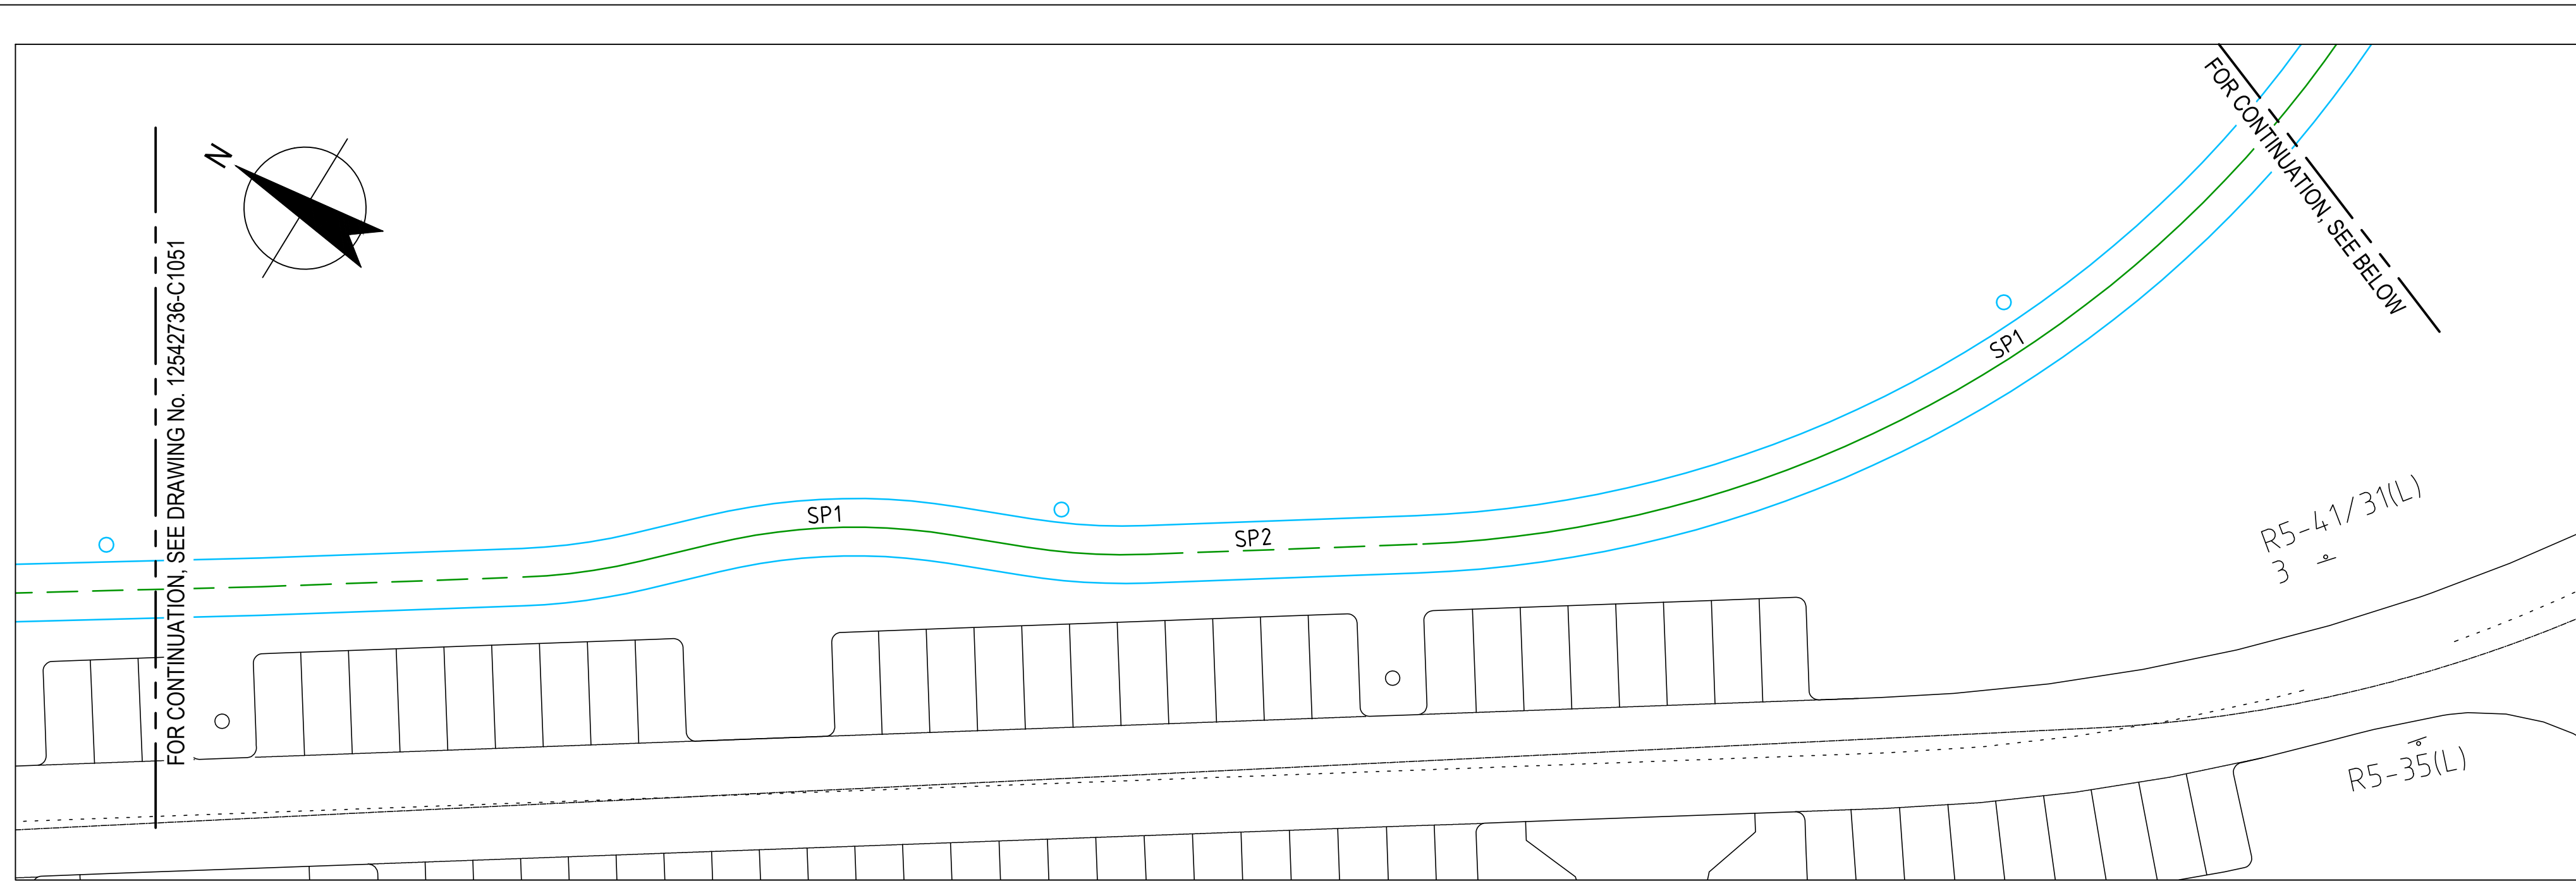 N
FOR CONTINUATION, SEE DRAWING No. 12542736-C1051
SP1
SP2
SP1
FOR CONTINUATION, SEE BELOW
R5-41/31(L)
3
R5-35(L)